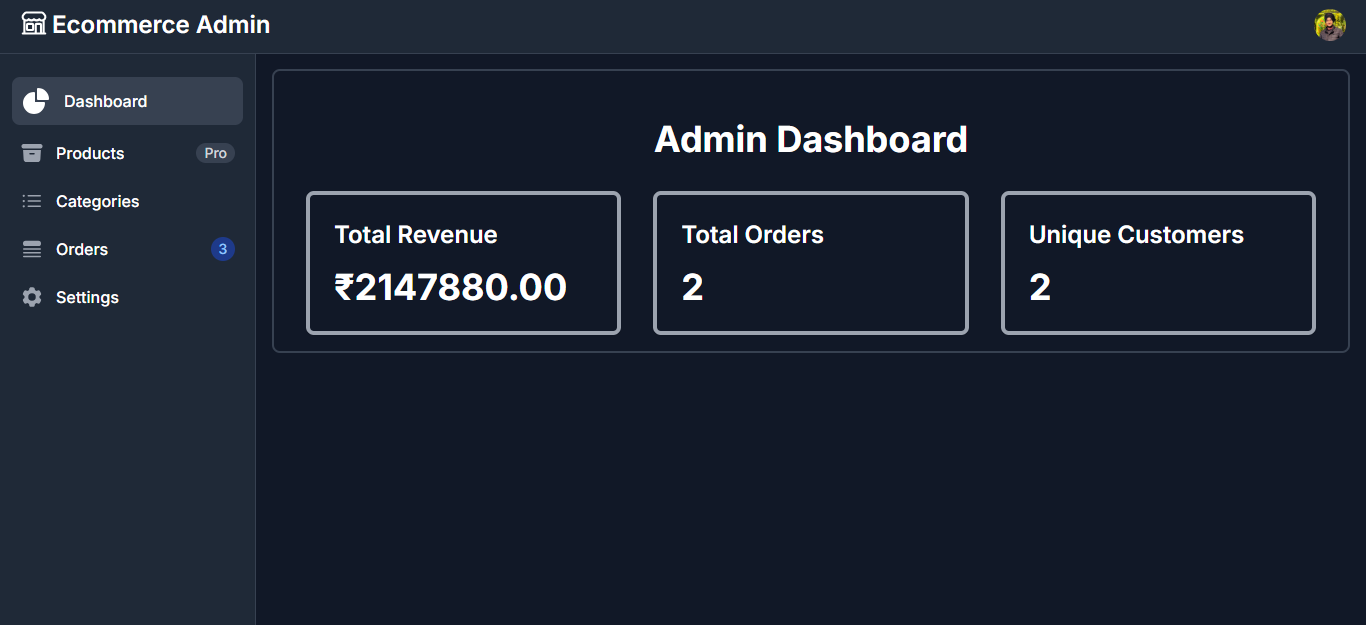 Ecommerce Admin
Dashboard
Products Pro
Categories
Orders 3
Settings
Admin Dashboard
Total Revenue
₹2147880.00
Total Orders
2
Unique Customers
2